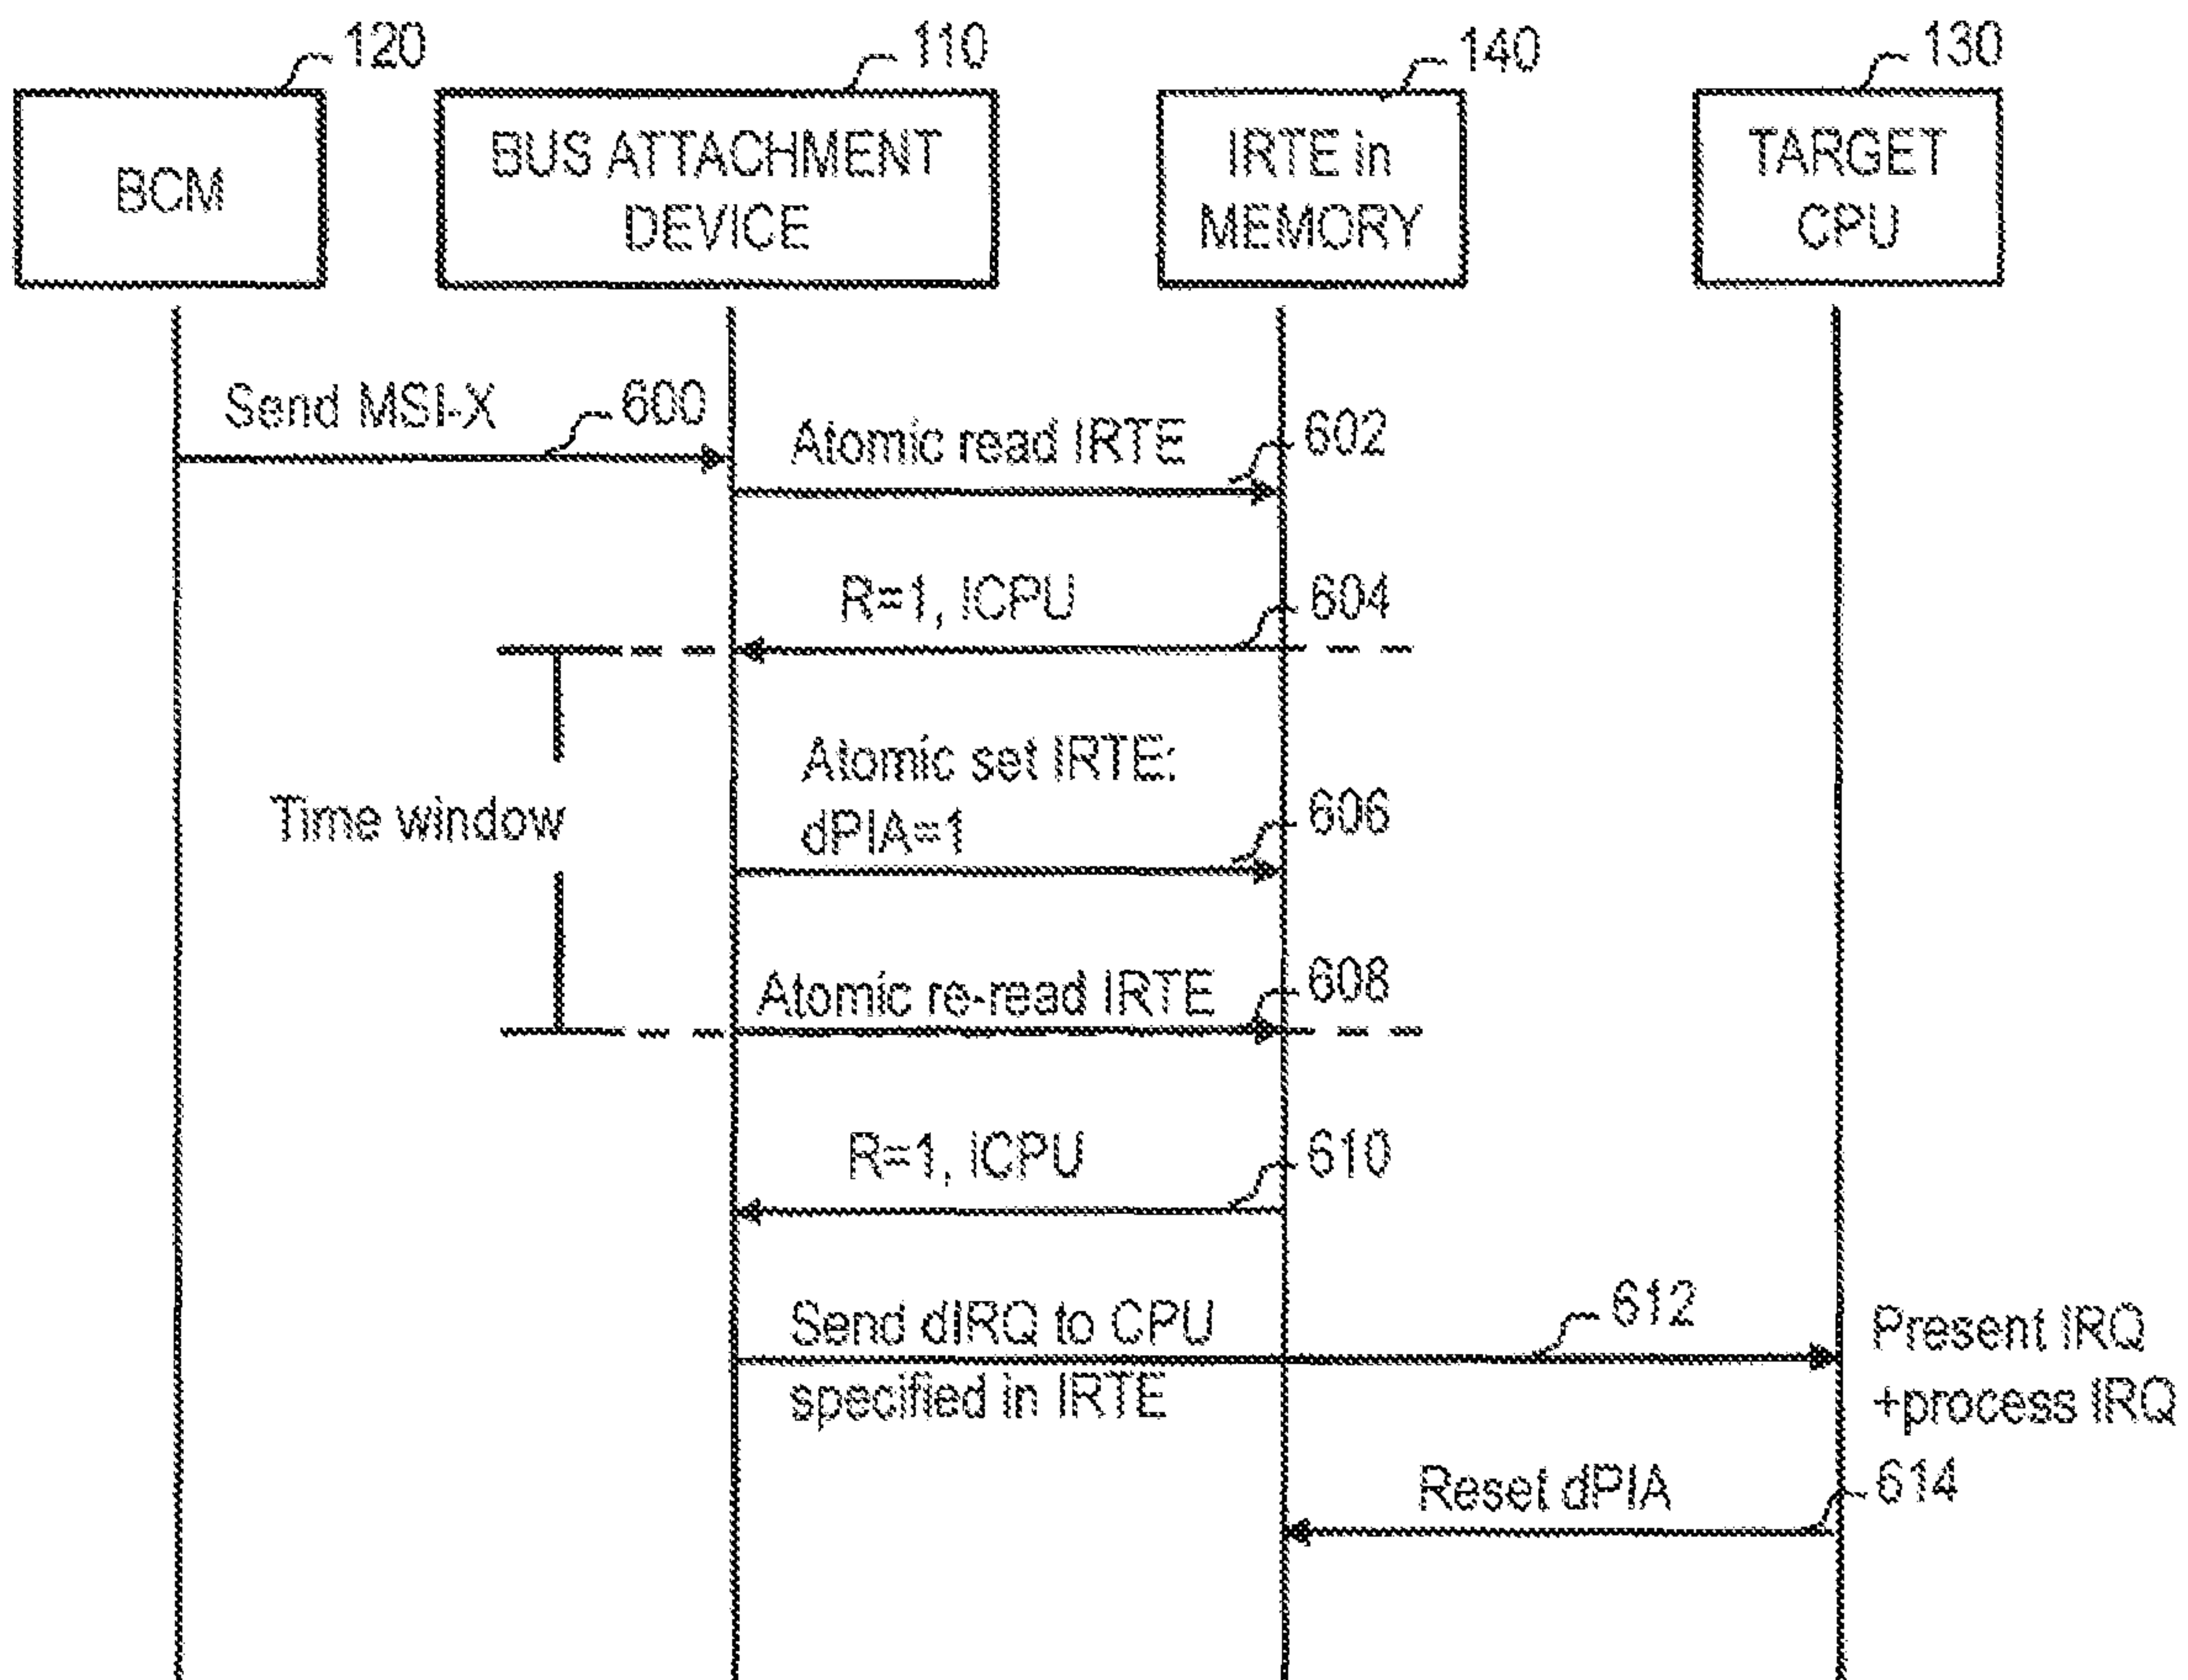 120
110
140
130
BCM
BUS ATTACHMENT
DEVICE
IRTE in
MEMORY
TARGET
CPU
Send MSI-X
600
Atomic read IRTE
602
R=1, ICPU
604
Time window
Atomic set IRTE:
dPIA=1
606
Atomic re-read IRTE
608
R=1, ICPU
610
Send dIRQ to CPU
specified in IRTE
612
Present IRQ
+process IRQ
Reset dPIA
614